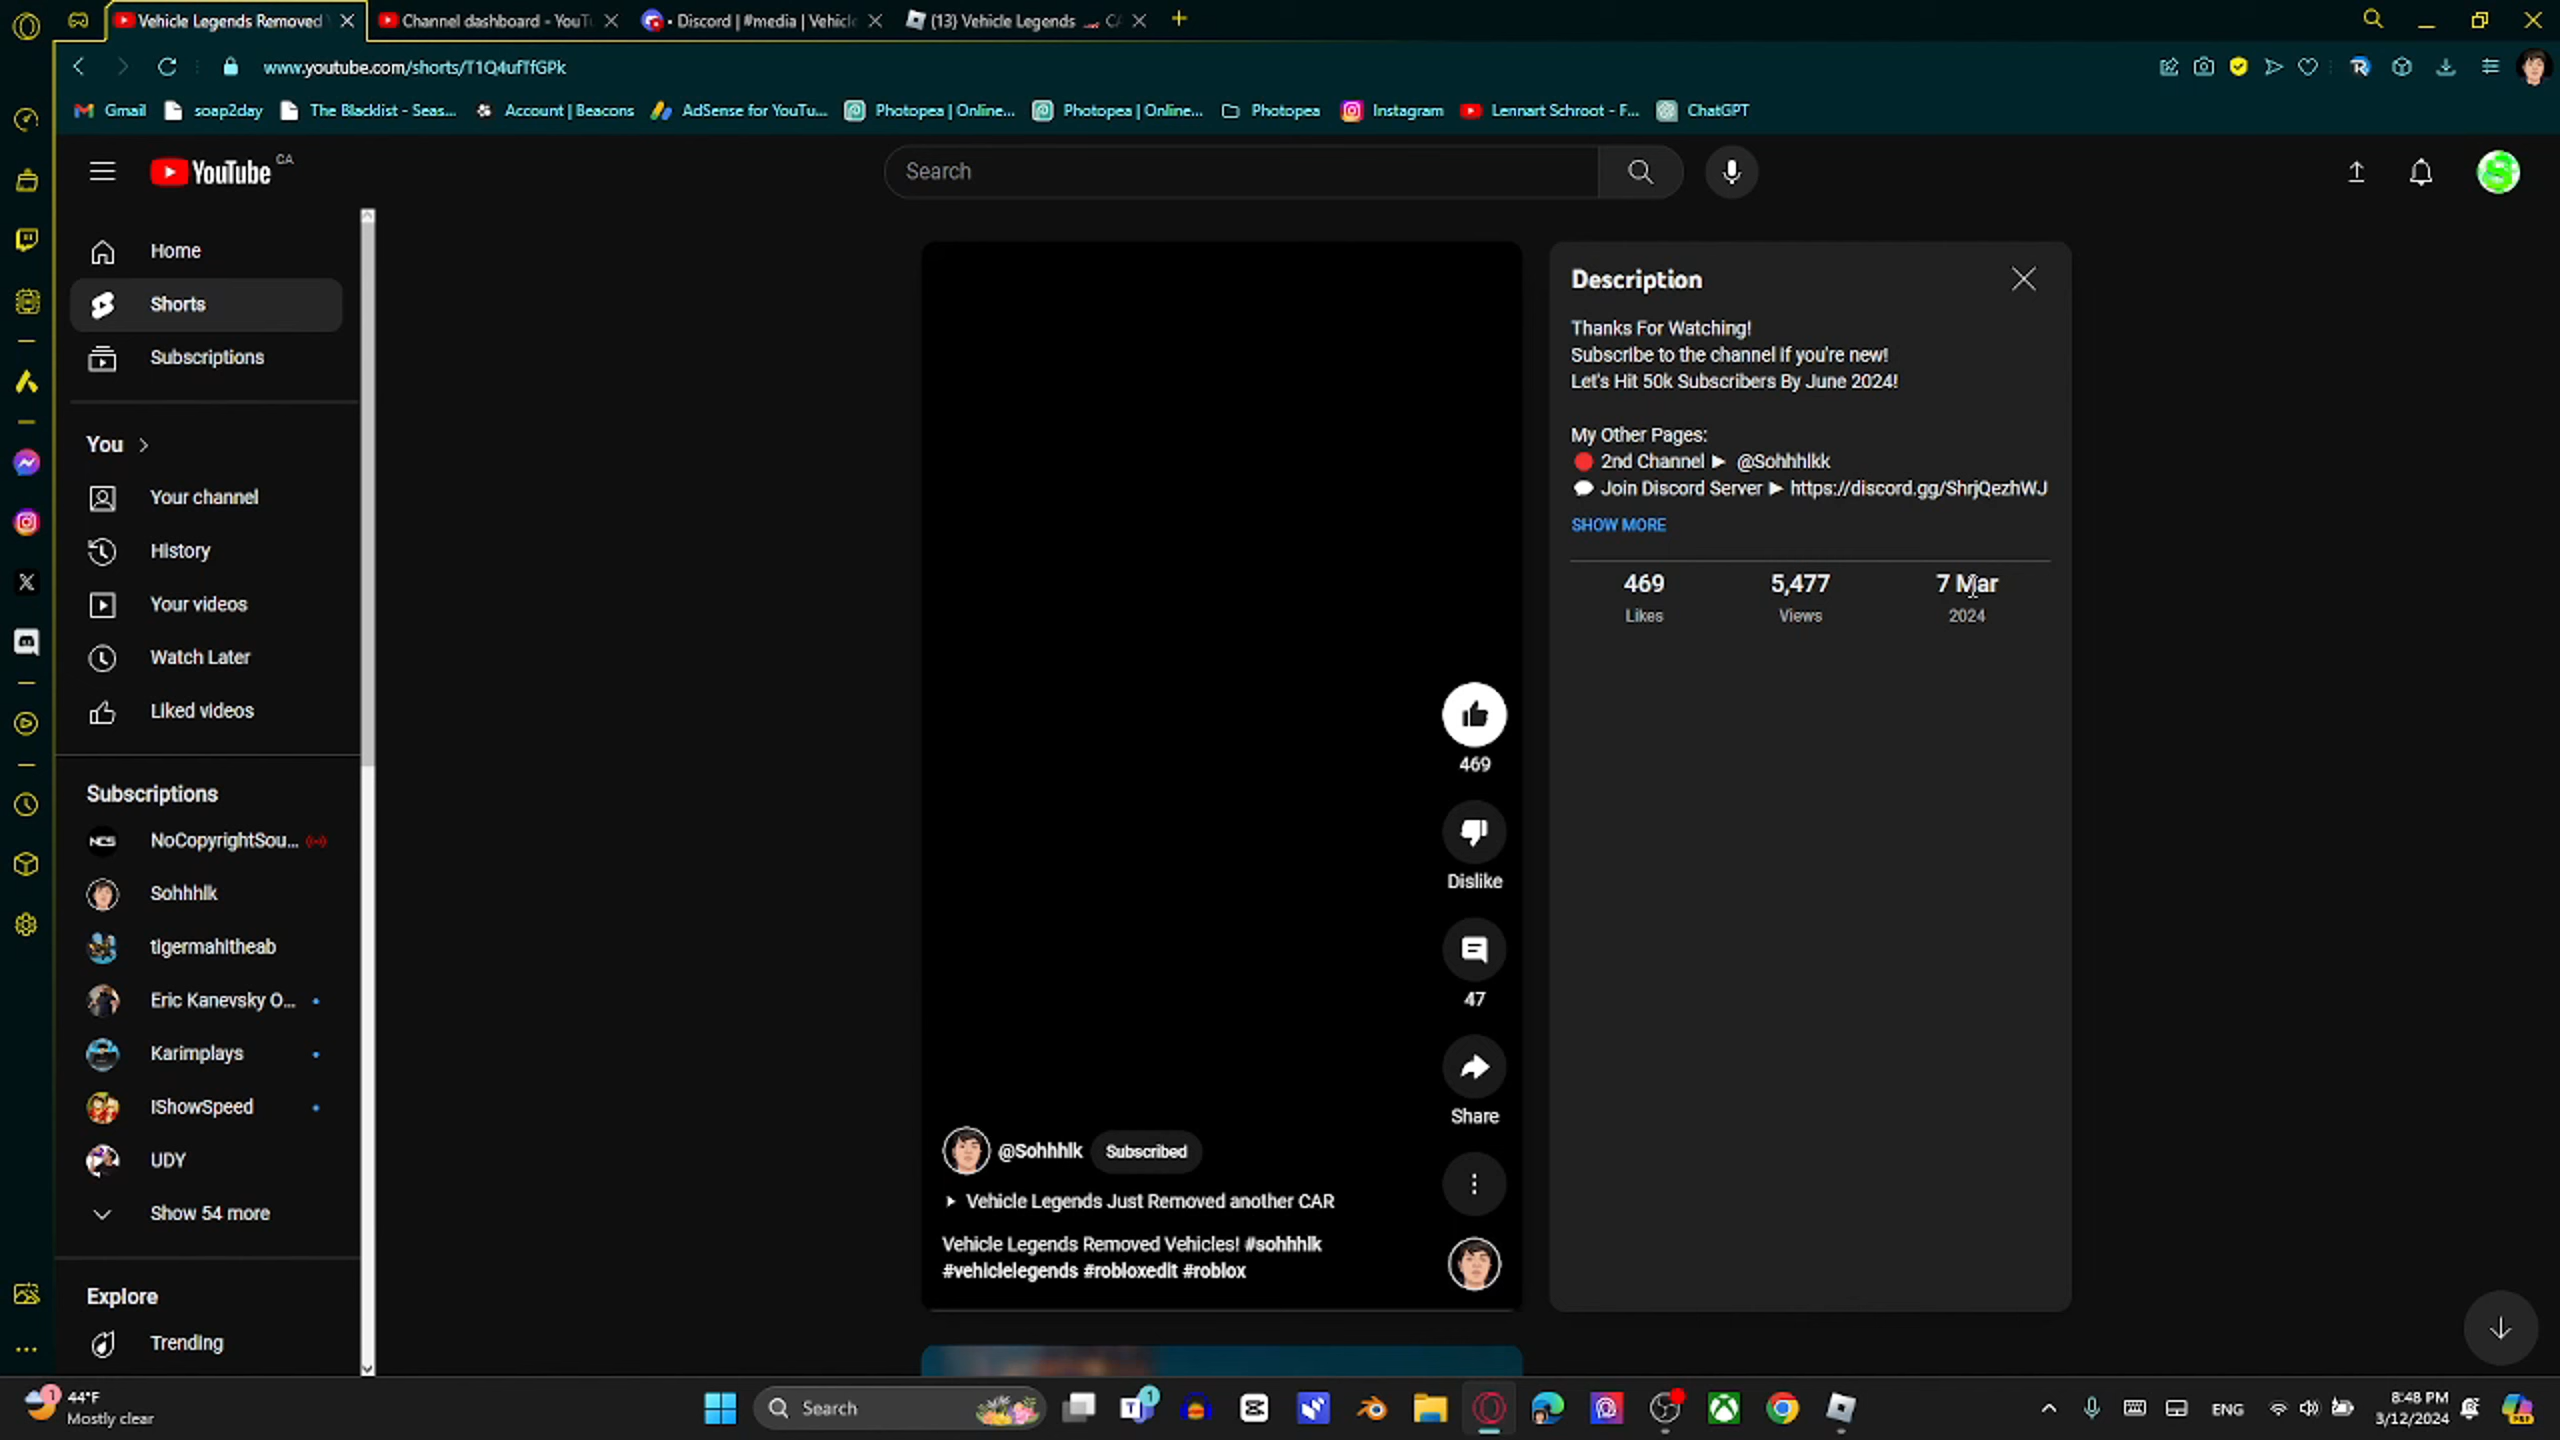 Vehicle Legends Removed
Channel dashboard - YouT
• Discord | #media | Vehicle
(13) Vehicle Legends
www.youtube.com/shorts/T1Q4ufTfGPk
Gmail
soap2day
The Blacklist - Seas...
Account | Beacons
AdSense for YouTu...
Photopea | Online...
Photopea | Online...
Photopea
Instagram
Lennart Schroot - F...
ChatGPT
YouTube CA
Search
Home
Shorts
Subscriptions
You
Your channel
History
Your videos
Watch Later
Liked videos
Subscriptions
NCS
NoCopyrightSou...
Sohhhlk
tigermahitheab
Eric Kanevsky O...
Karimplays
IShowSpeed
UDY
Show 54 more
Explore
Trending
469
Dislike
47
Share
@Sohhhlk Subscribed
Vehicle Legends Just Removed another CAR
Vehicle Legends Removed Vehicles! #sohhhlk
#vehiclelegends #robloxedit #roblox
Description
Thanks For Watching!
Subscribe to the channel if you're new!
Let's Hit 50k Subscribers By June 2024!
My Other Pages:
2nd Channel ► @Sohhhlkk
Join Discord Server ► https://discord.gg/ShrjQezhWJ
SHOW MORE
469 5,477 7 Mar
Likes Views 2024
1
44°F
Mostly clear
Search
1
ENG
8:48 PM
3/12/2024